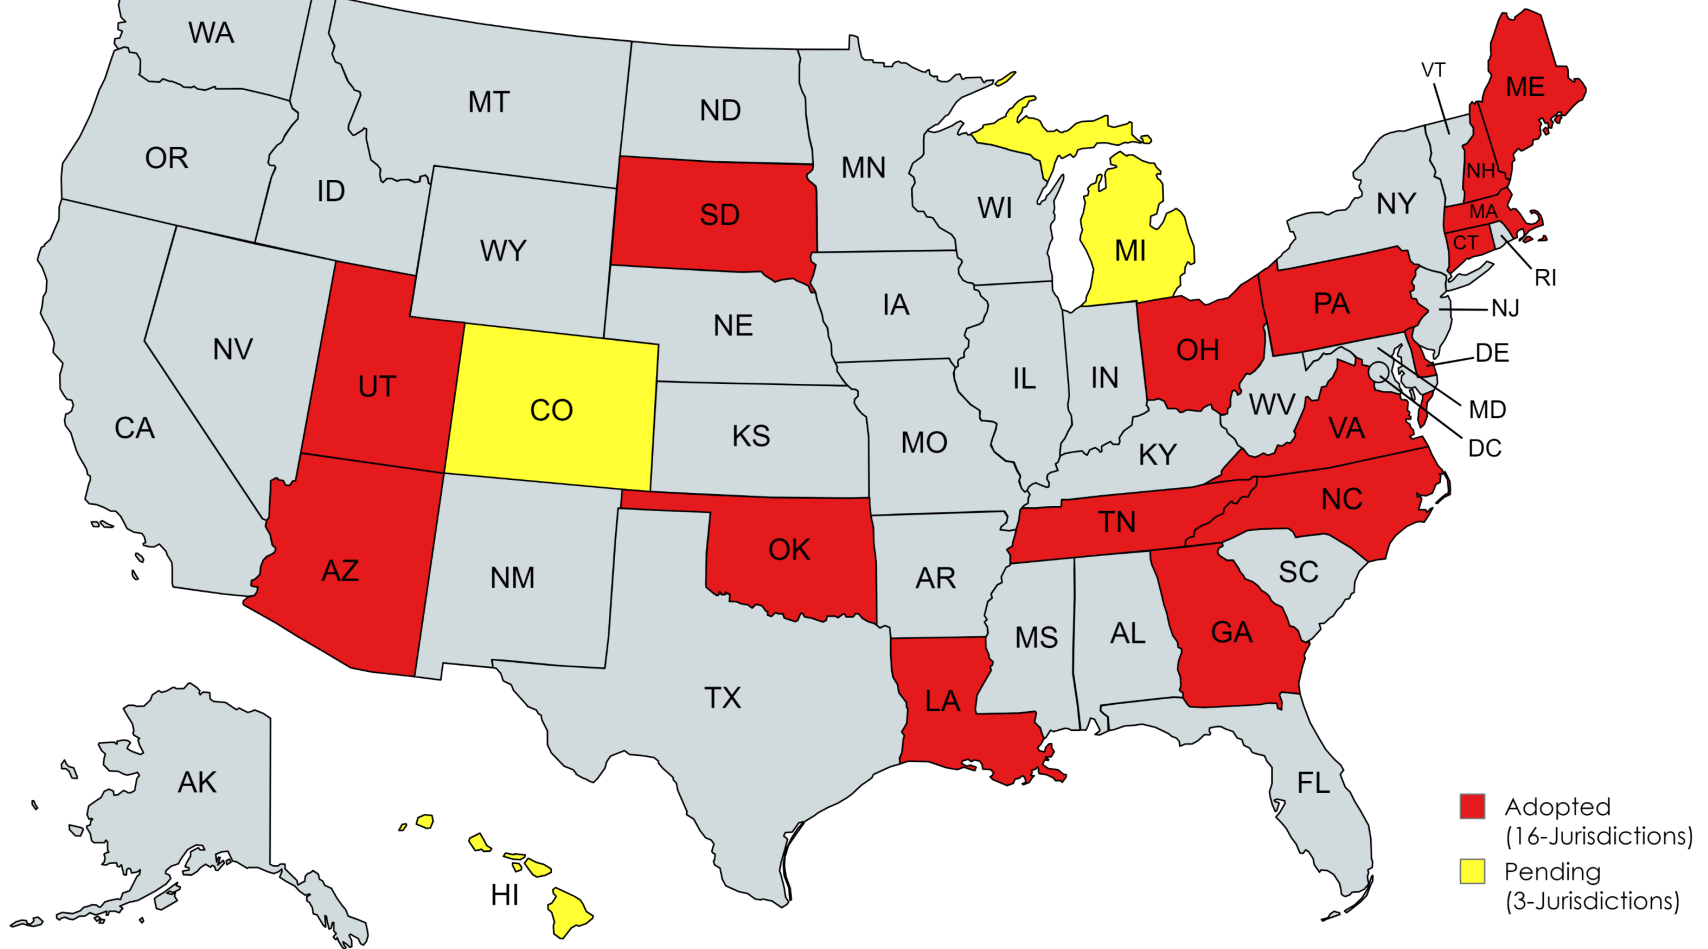 WA
MT
ND
MN
OR
ID
SD
WI
MI
VT
ME
NH
NY
MA
CT
RI
WY
IA
NE
PA
NJ
NV
UT
CO
IL
IN
OH
DE
CA
KS
MO
WV
VA
MD
DC
KY
NC
TN
AZ
NM
OK
AR
SC
MS
AL
GA
TX
LA
FL
AK
HI
Adopted
(16-Jurisdictions)
Pending
(3-Jurisdictions)